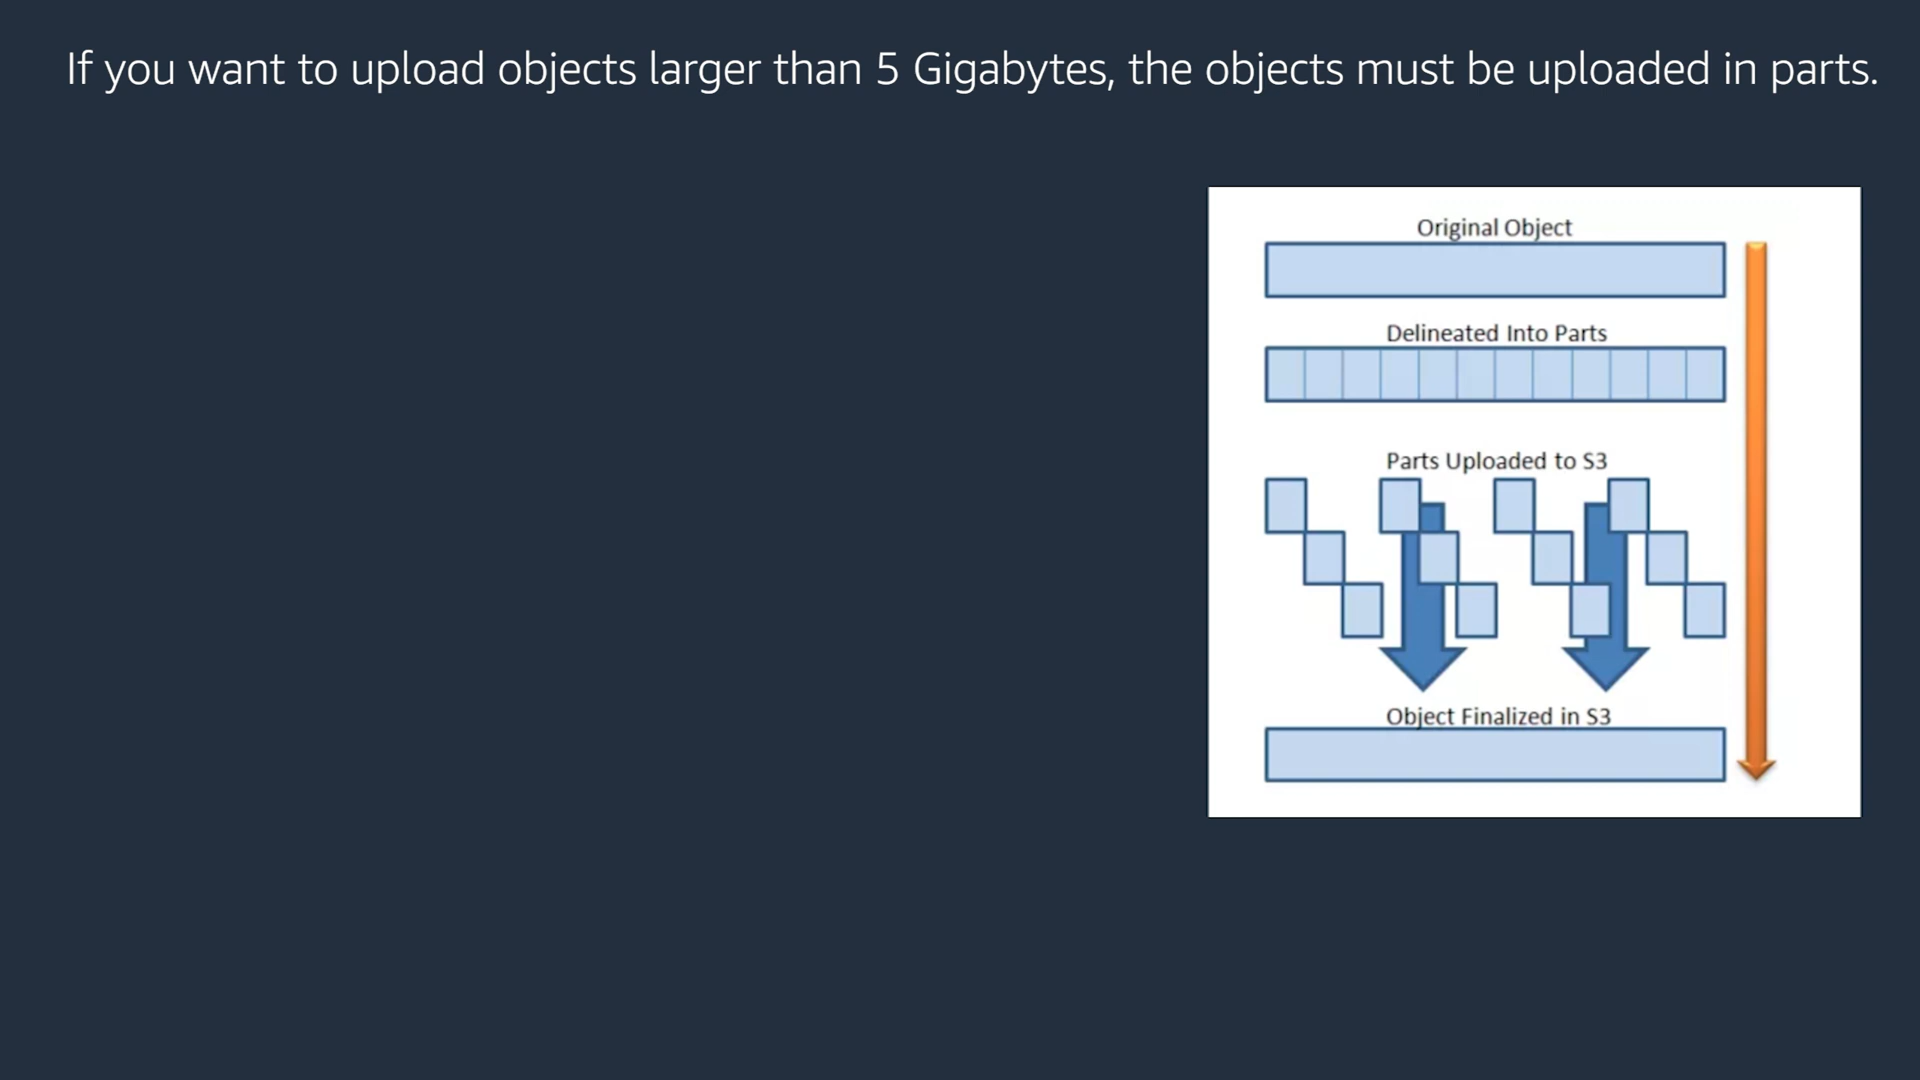 If you want to upload objects larger than 5 Gigabytes, the objects must be uploaded in parts.
Original Object
Delineated Into Parts
Parts Uploaded to S3
Object Finalized in S3